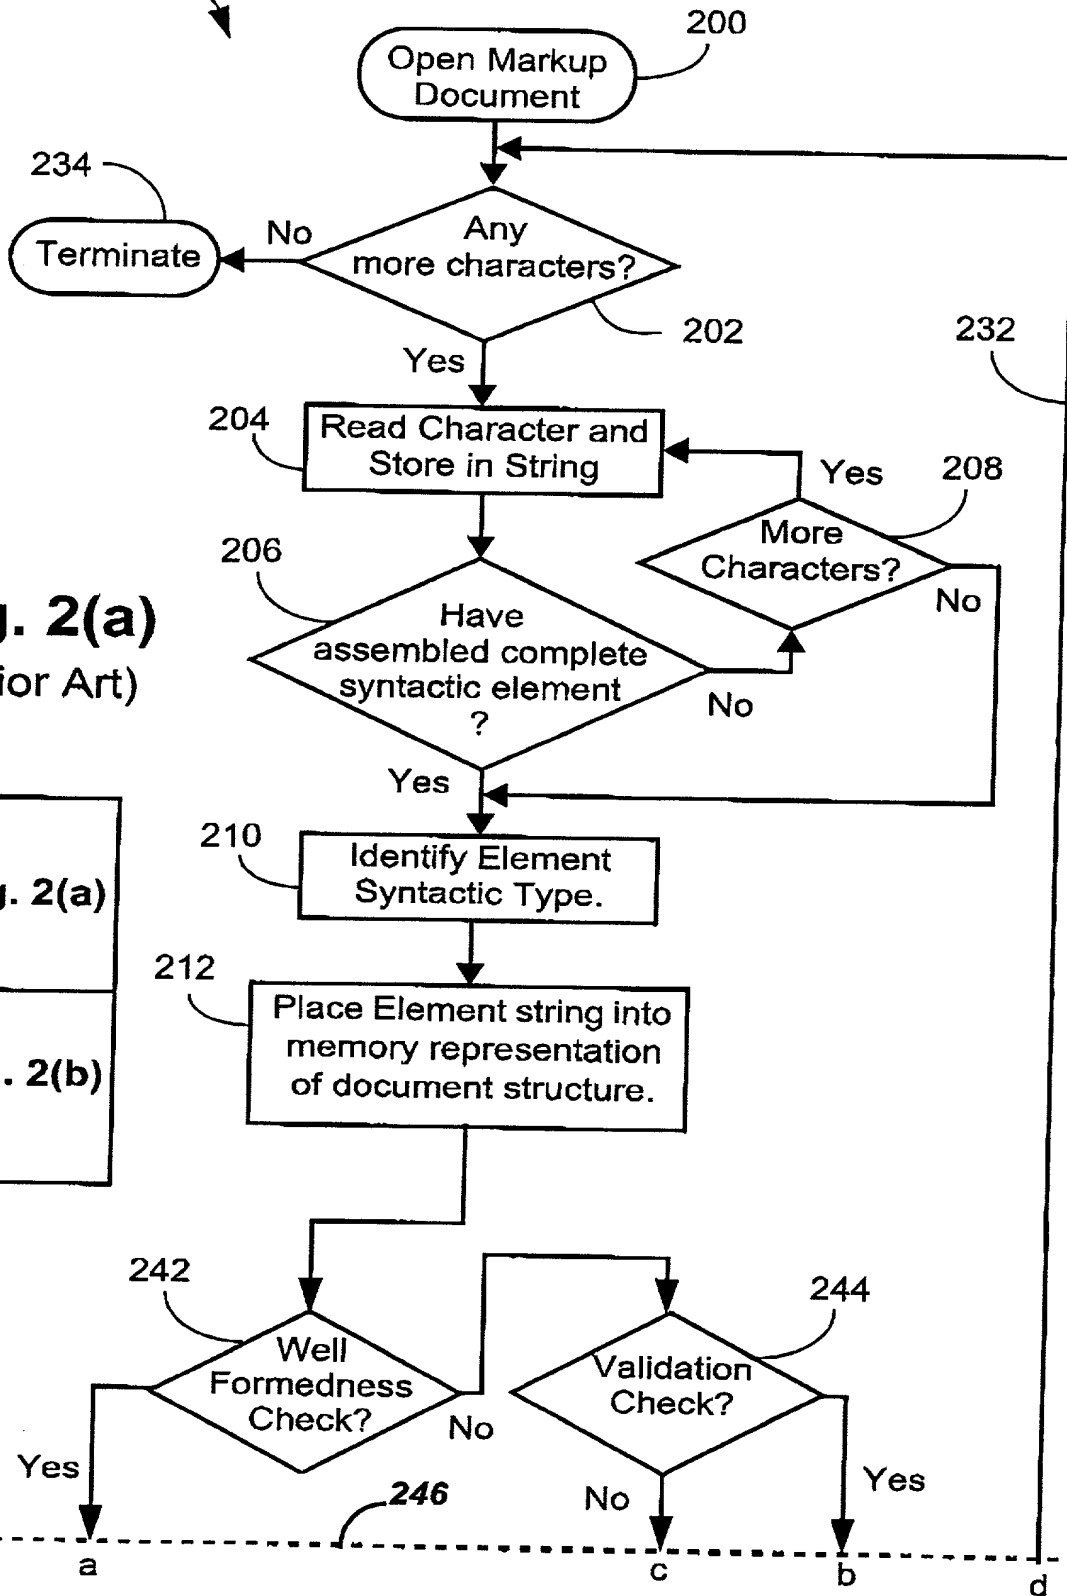 200
Open Markup
Document
234
Terminate
No
Any
more characters?
202
Yes
232
204
Read Character and
Store in String
Yes
208
More
Characters?
No
206
Have
assembled complete
syntactic element
?
No
Yes
g. 2(a)
ior Art)
210
Identify Element
Syntactic Type.
g. 2(a)
212
Place Element string into
memory representation
of document structure.
. 2(b)
242
Well
Formedness
Check?
No
Yes
244
Validation
Check?
No
Yes
246
a
c
b
d